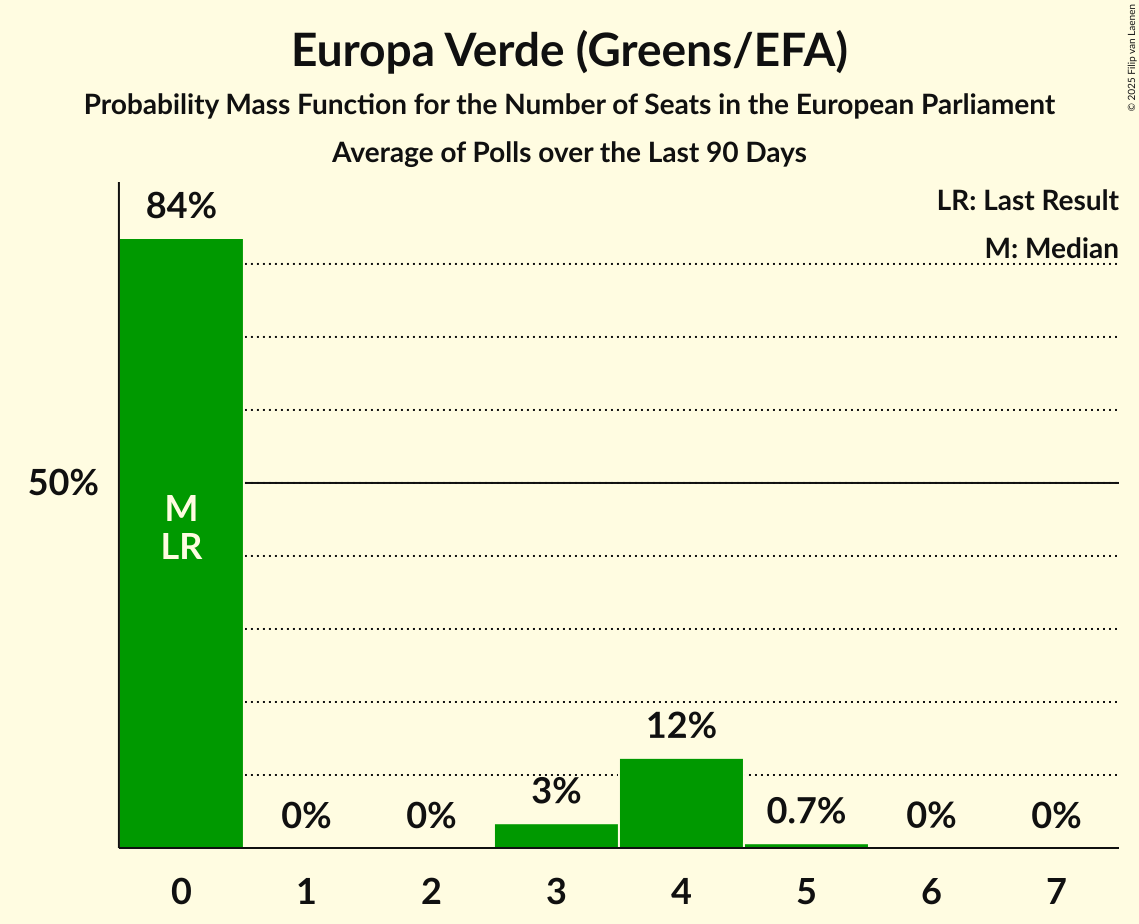 Europa Verde (Greens/EFA)
Probability Mass Function for the Number of Seats in the European Parliament
Average of Polls over the Last 90 Days
© 2025 Filip van Laenen
LR: Last Result
M: Median
84%
50%
M
LR
0%
0%
3%
12%
0.7%
0%
0%
0 1 2 3 4 5 6 7